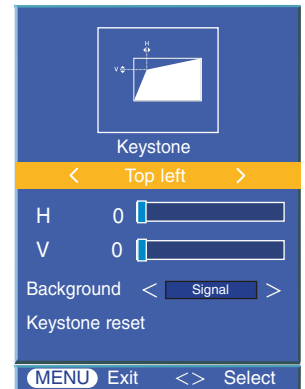 H
V
Keystone
< Top left >
H 0
V 0
Background < Signal >
Keystone reset
MENU Exit <> Select